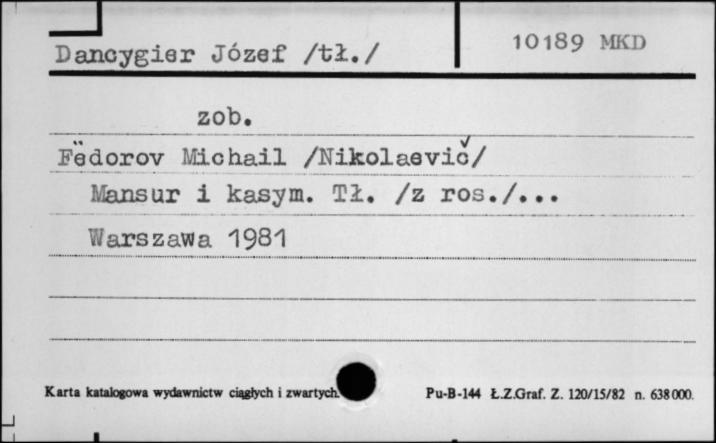 Dancygier Józef /tł./
10189 MKD
zob.
Fëdorov Michail /Nikolaevič/
Mansur i kasym. Tł. /z ros./...
Warszawa 1981
Karta katalogowa wydawnictw ciągłych i zwartych.
Pu-B-144 Ł.Z.Graf. Z. 120/15/82 n. 638000.